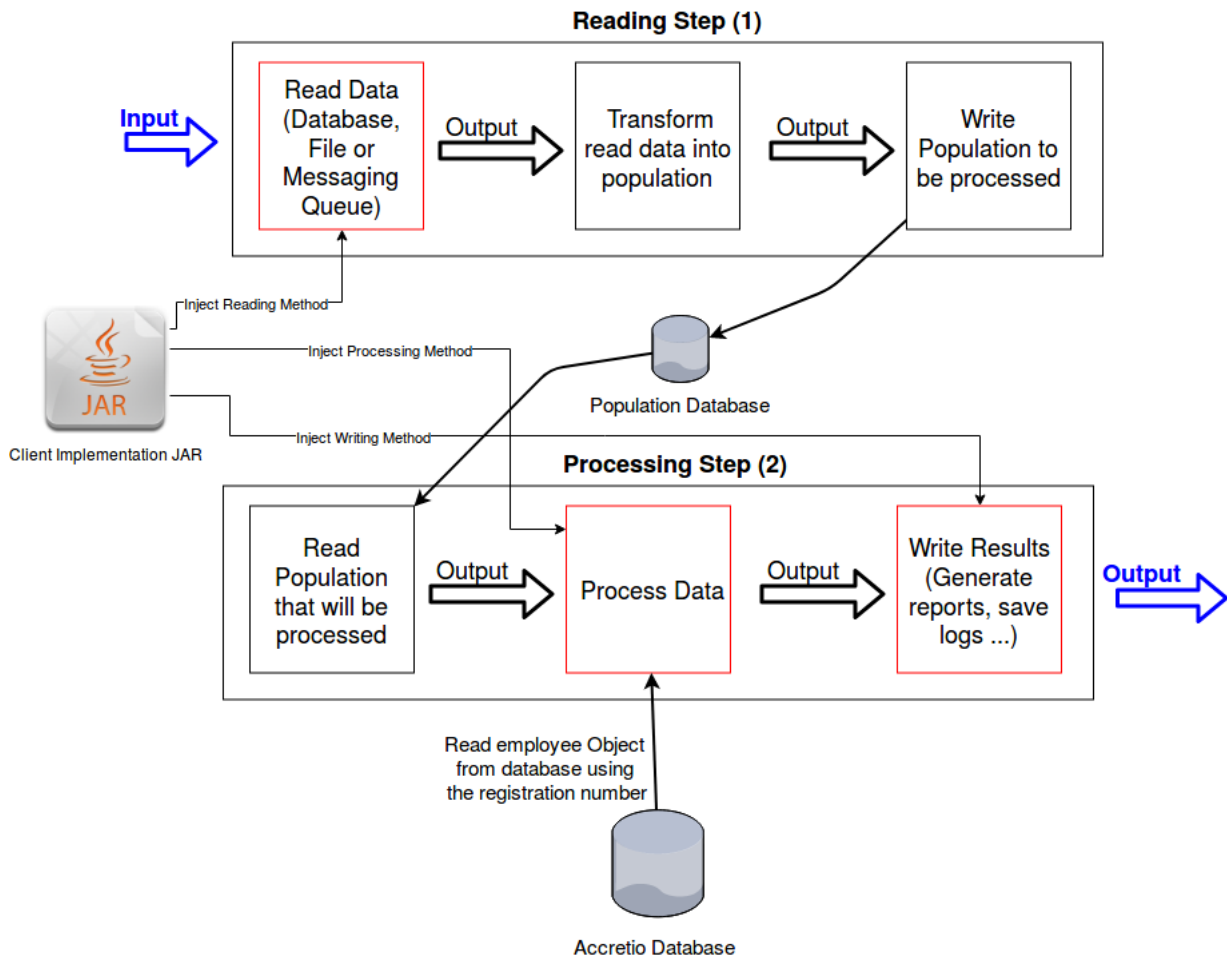 Reading Step (1)
Input
Read Data
(Database,
File or
Messaging
Queue)
Output
Transform
read data into
population
Output
Write
Population to
be processed
Inject Reading Method
Inject Processing Method
JAR
Inject Writing Method
Client Implementation JAR
Population Database
Processing Step (2)
Read
Population
that will be
processed
Output
Process Data
Output
Write Results
(Generate
reports, save
logs ...)
Output
Read employee Object
from database using
the registration number
Accretio Database